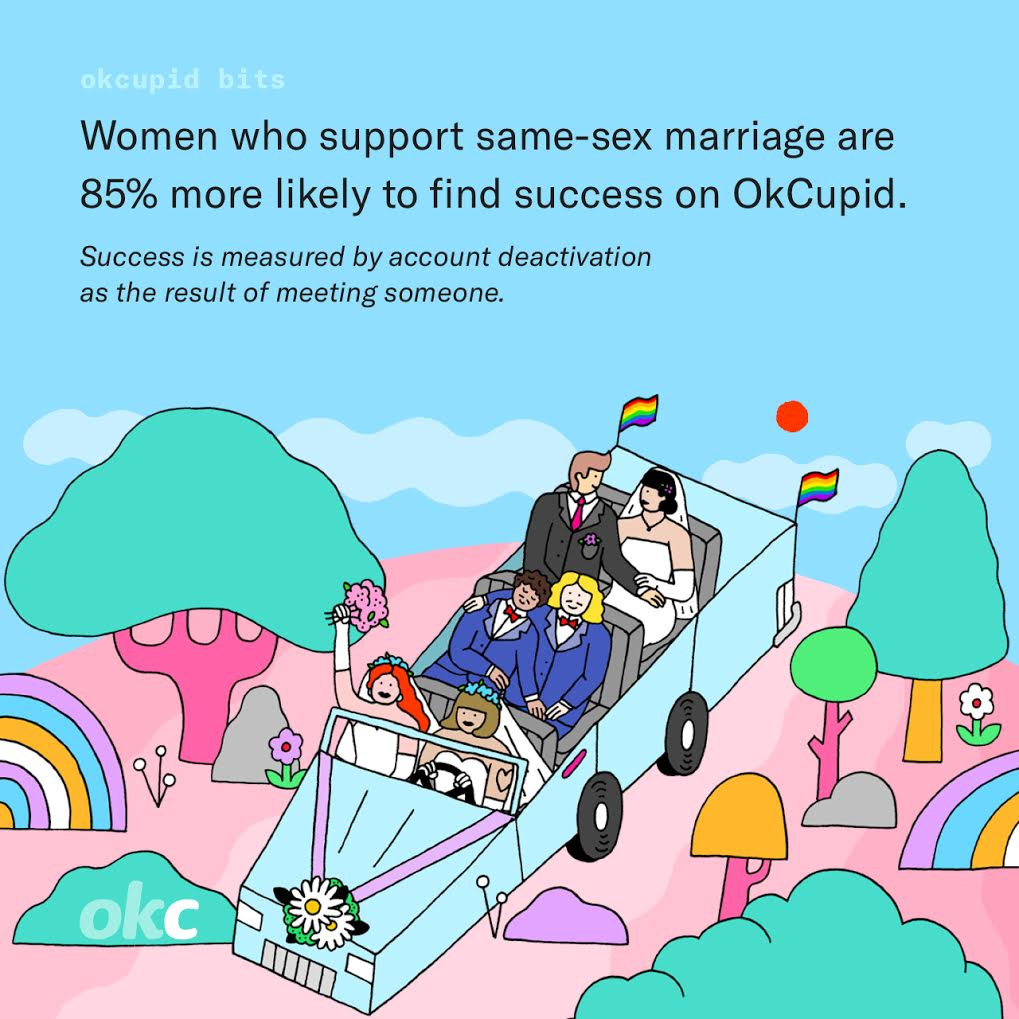 okcupid bits
Women who support same-sex marriage are
85% more likely to find success on OkCupid.
Success is measured by account deactivation
as the result of meeting someone.
okc